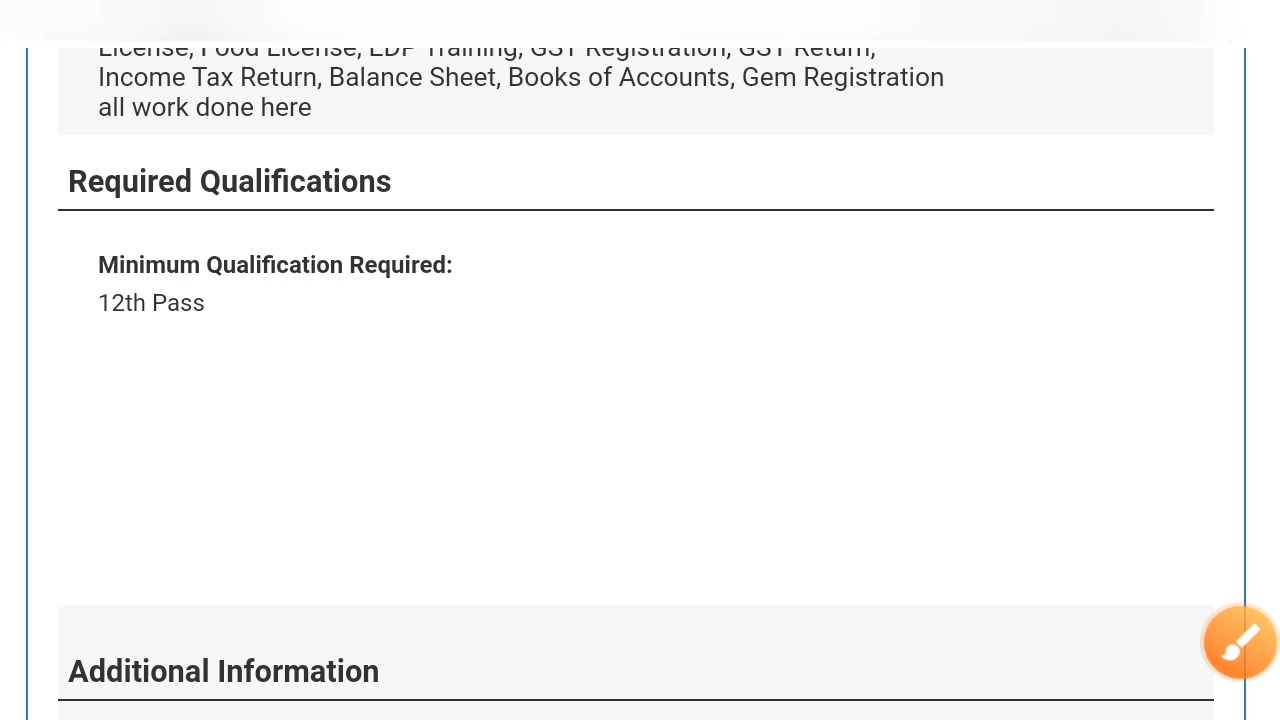 License, Food License, EDP Training, GST Registration, GST Return,
Income Tax Return, Balance Sheet, Books of Accounts, Gem Registration
all work done here
Required Qualifications
Minimum Qualification Required:
12th Pass
Additional Information